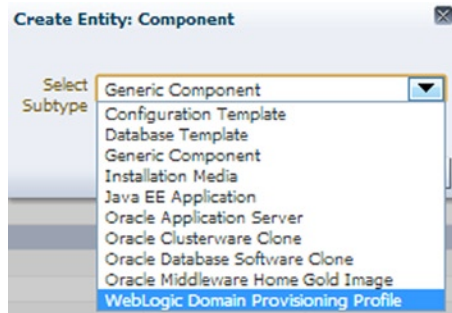 Create Entity: Component
Select Subtype
Generic Component
Configuration Template
Database Template
Generic Component
Installation Media
Java EE Application
Oracle Application Server
Oracle Clusterware Clone
Oracle Database Software Clone
Oracle Middleware Home Gold Image
WebLogic Domain Provisioning Profile